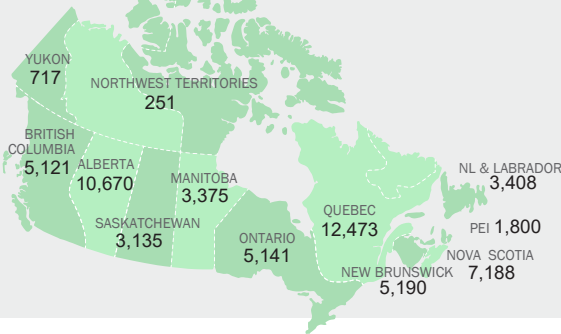 YUKON
717
NORTHWEST TERRITORIES
251
BRITISH
COLUMBIA
5,121
ALBERTA
10,670
SASKATCHEWAN
3,135
MANITOBA
3,375
ONTARIO
5,141
QUEBEC
12,473
NL & LABRADOR
3,408
PEI 1,800
NOVA SCOTIA
7,188
NEW BRUNSWICK
5,190